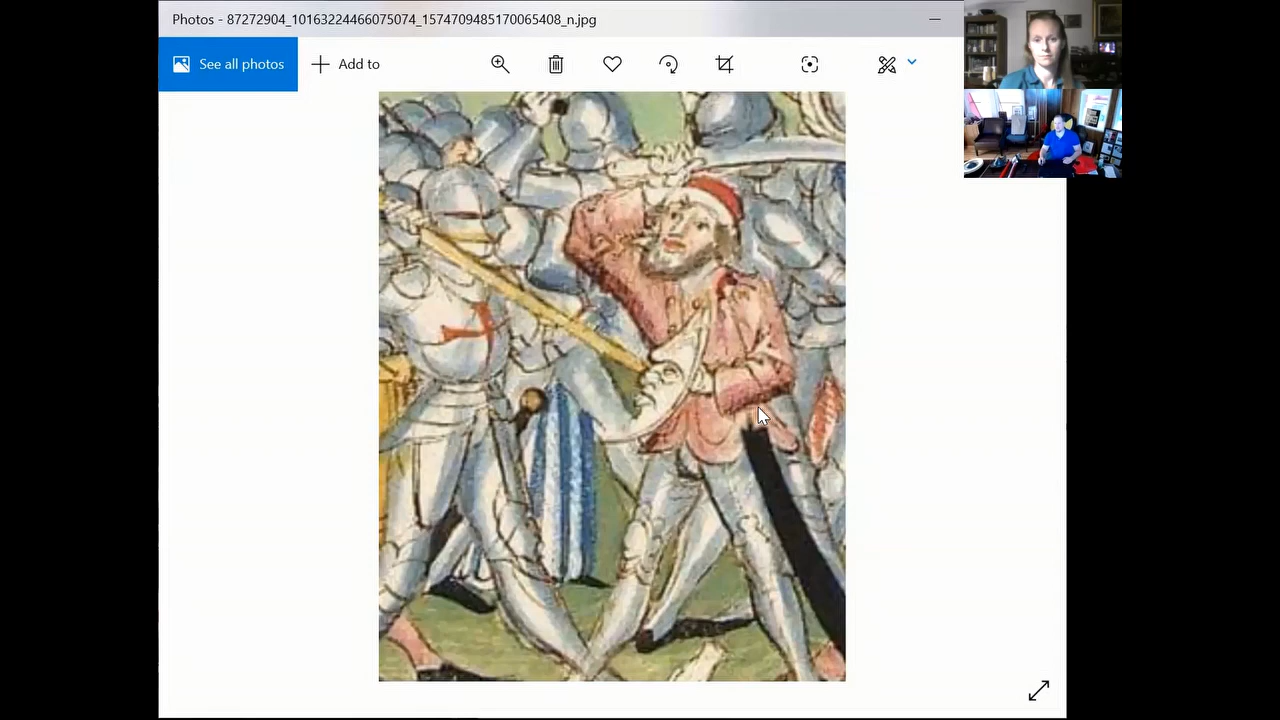 Photos - 87272904_10163224466075074_1574709485170065408_n.jpg
See all photos
Add to